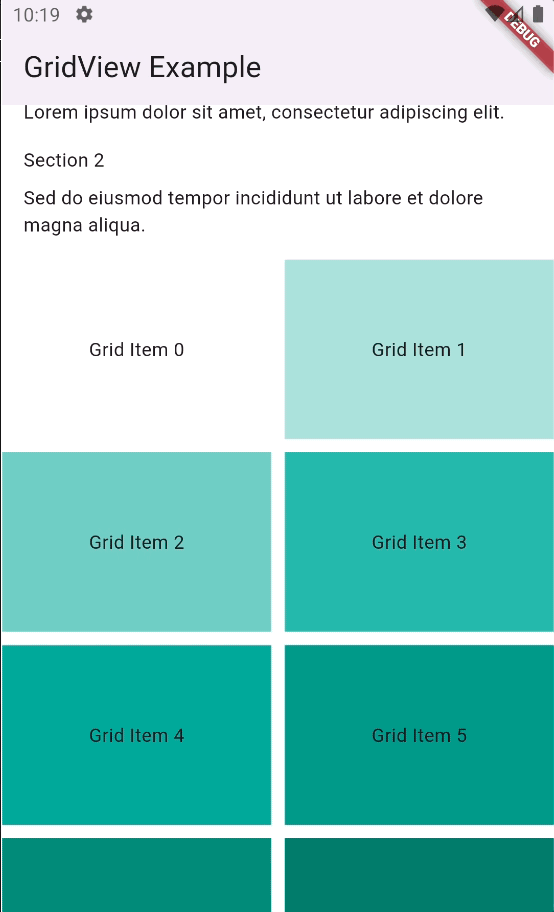 10:19
DEBUG
GridView Example
Lorem ipsum dolor sit amet, consectetur adipiscing elit.
Section 2
Sed do eiusmod tempor incididunt ut labore et dolore
magna aliqua.
Grid Item 0
Grid Item 1
Grid Item 2
Grid Item 3
Grid Item 4
Grid Item 5